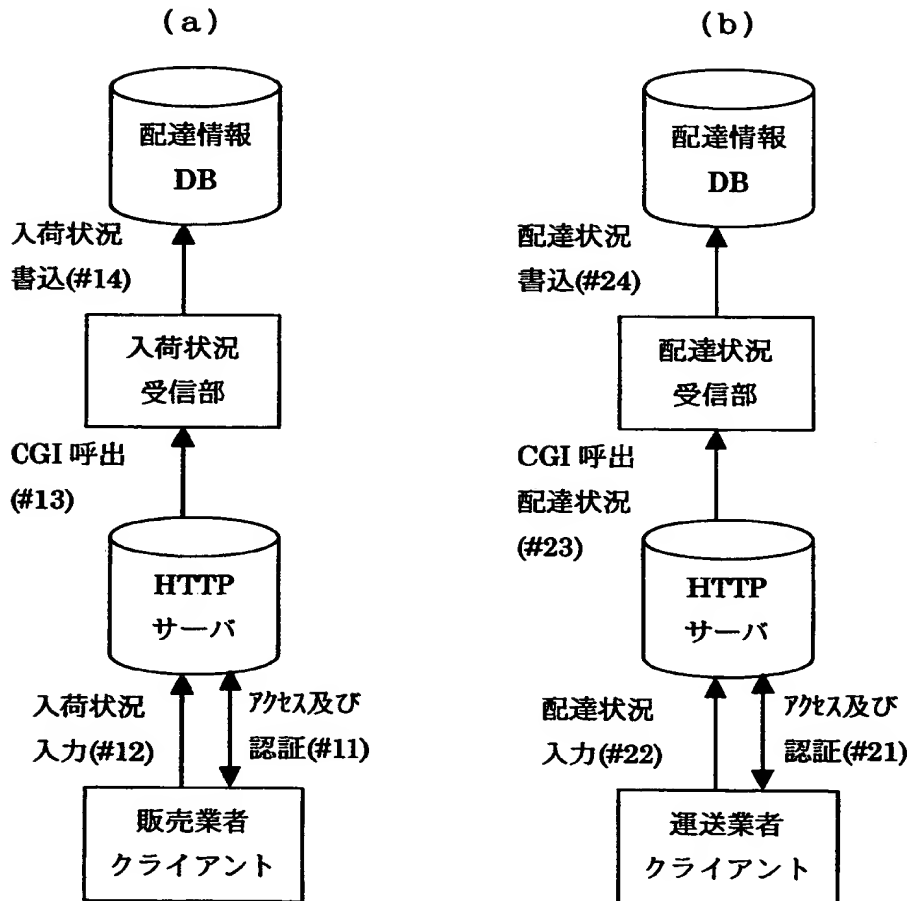 (a)
配達情報
DB
入荷状況
書込(#14)
入荷状況
受信部
CGI 呼出
(#13)
HTTP
サーバ
入荷状況
入力(#12)
アクセス及び
認証(#11)
販売業者
クライアント
(b)
配達情報
DB
配達状況
書込(#24)
配達状況
受信部
CGI 呼出
配達状況
(#23)
HTTP
サーバ
配達状況
入力(#22)
アクセス及び
認証(#21)
運送業者
クライアント